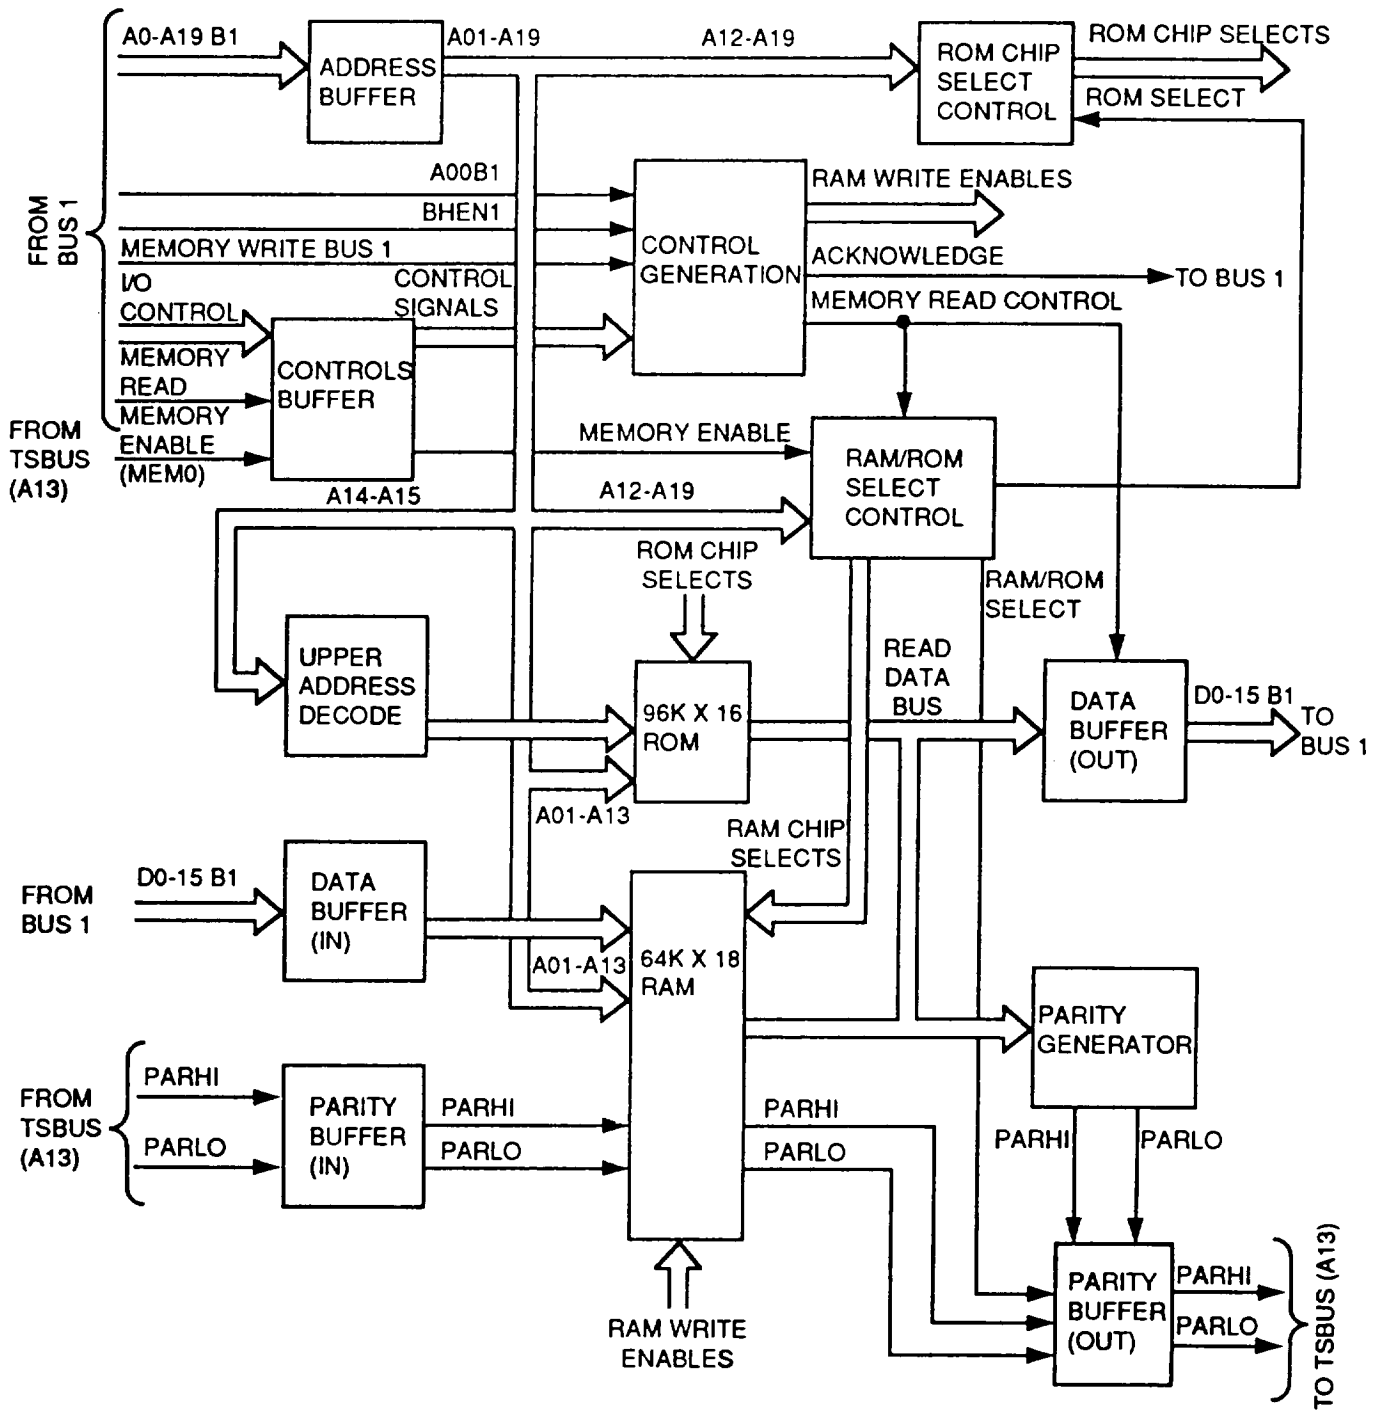 A0-A19 B1
ADDRESS
BUFFER
A01-A19
A12-A19
ROM CHIP
SELECT
CONTROL
ROM CHIP SELECTS
ROM SELECT
FROM
BUS 1
A00B1
BHEN1
MEMORY WRITE BUS 1
I/O
CONTROL
MEMORY
READ
MEMORY
ENABLE
(MEM0)
FROM
TSBUS
(A13)
CONTROLS
BUFFER
CONTROL
SIGNALS
CONTROL
GENERATION
RAM WRITE ENABLES
ACKNOWLEDGE
TO BUS 1
MEMORY READ CONTROL
MEMORY ENABLE
RAM/ROM
SELECT
CONTROL
A14-A15
A12-A19
ROM CHIP
SELECTS
RAM/ROM
SELECT
UPPER
ADDRESS
DECODE
96K X 16
ROM
READ
DATA
BUS
DATA
BUFFER
(OUT)
D0-15 B1
TO
BUS 1
A01-A13
RAM CHIP
SELECTS
FROM
BUS 1
D0-15 B1
DATA
BUFFER
(IN)
A01-A13
64K X 18
RAM
PARITY
GENERATOR
FROM
TSBUS
(A13)
PARHI
PARLO
PARITY
BUFFER
(IN)
PARHI
PARLO
PARHI
PARLO
PARHI
PARLO
RAM WRITE
ENABLES
PARITY
BUFFER
(OUT)
PARHI
PARLO
TO TSBUS (A13)